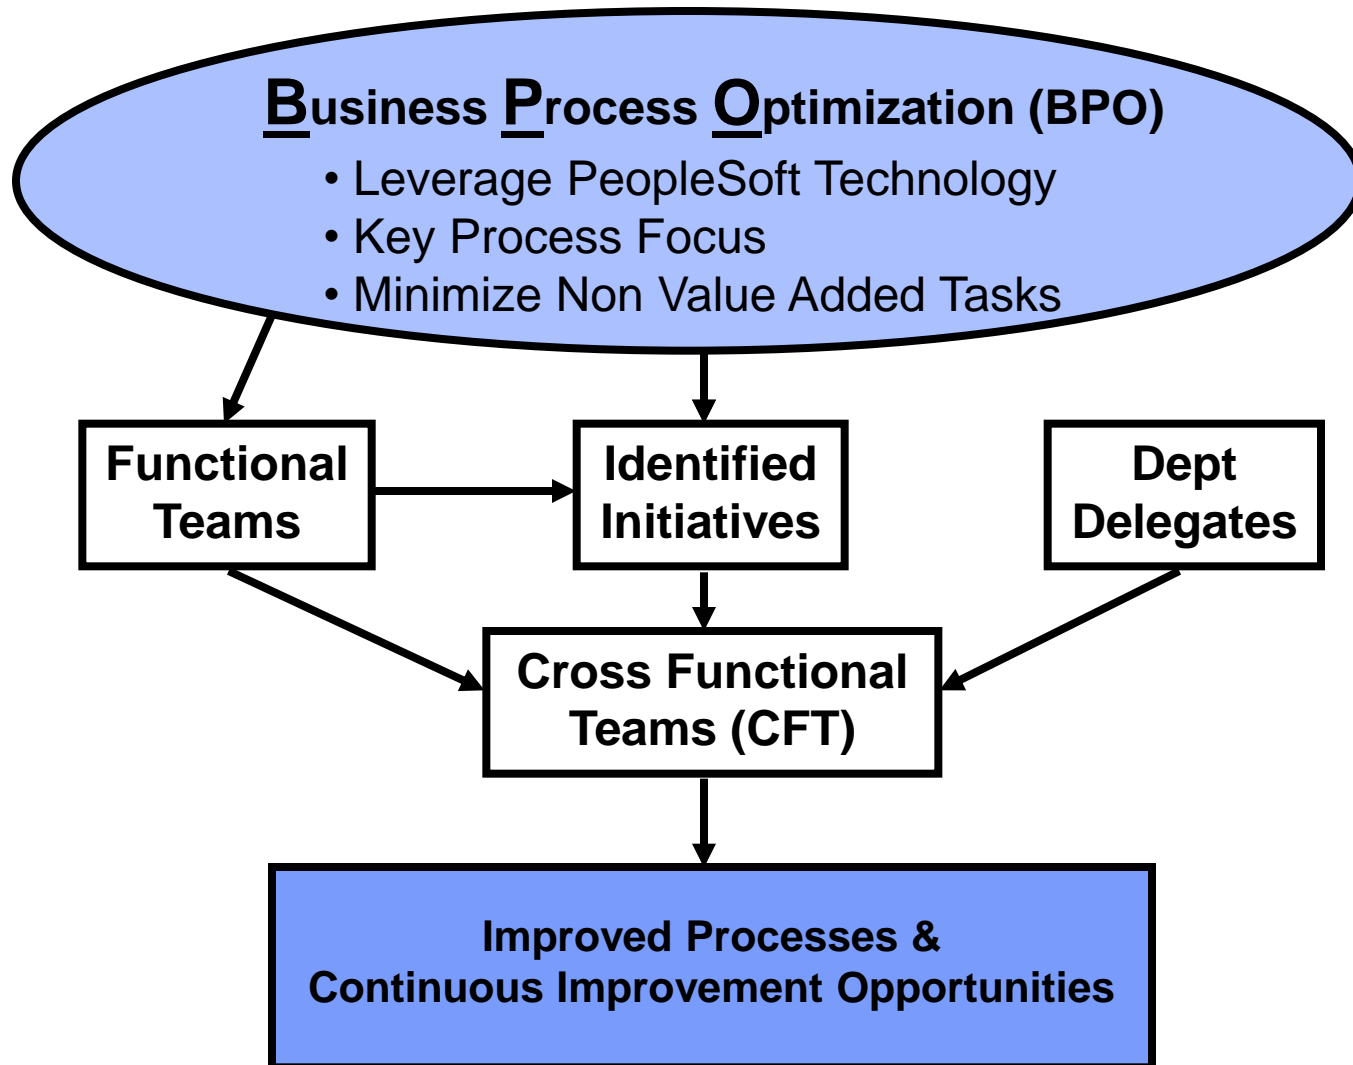 Business Process Optimization (BPO)
• Leverage PeopleSoft Technology
• Key Process Focus
• Minimize Non Value Added Tasks
Functional
Teams
Identified
Initiatives
Dept
Delegates
Cross Functional
Teams (CFT)
Improved Processes &
Continuous Improvement Opportunities